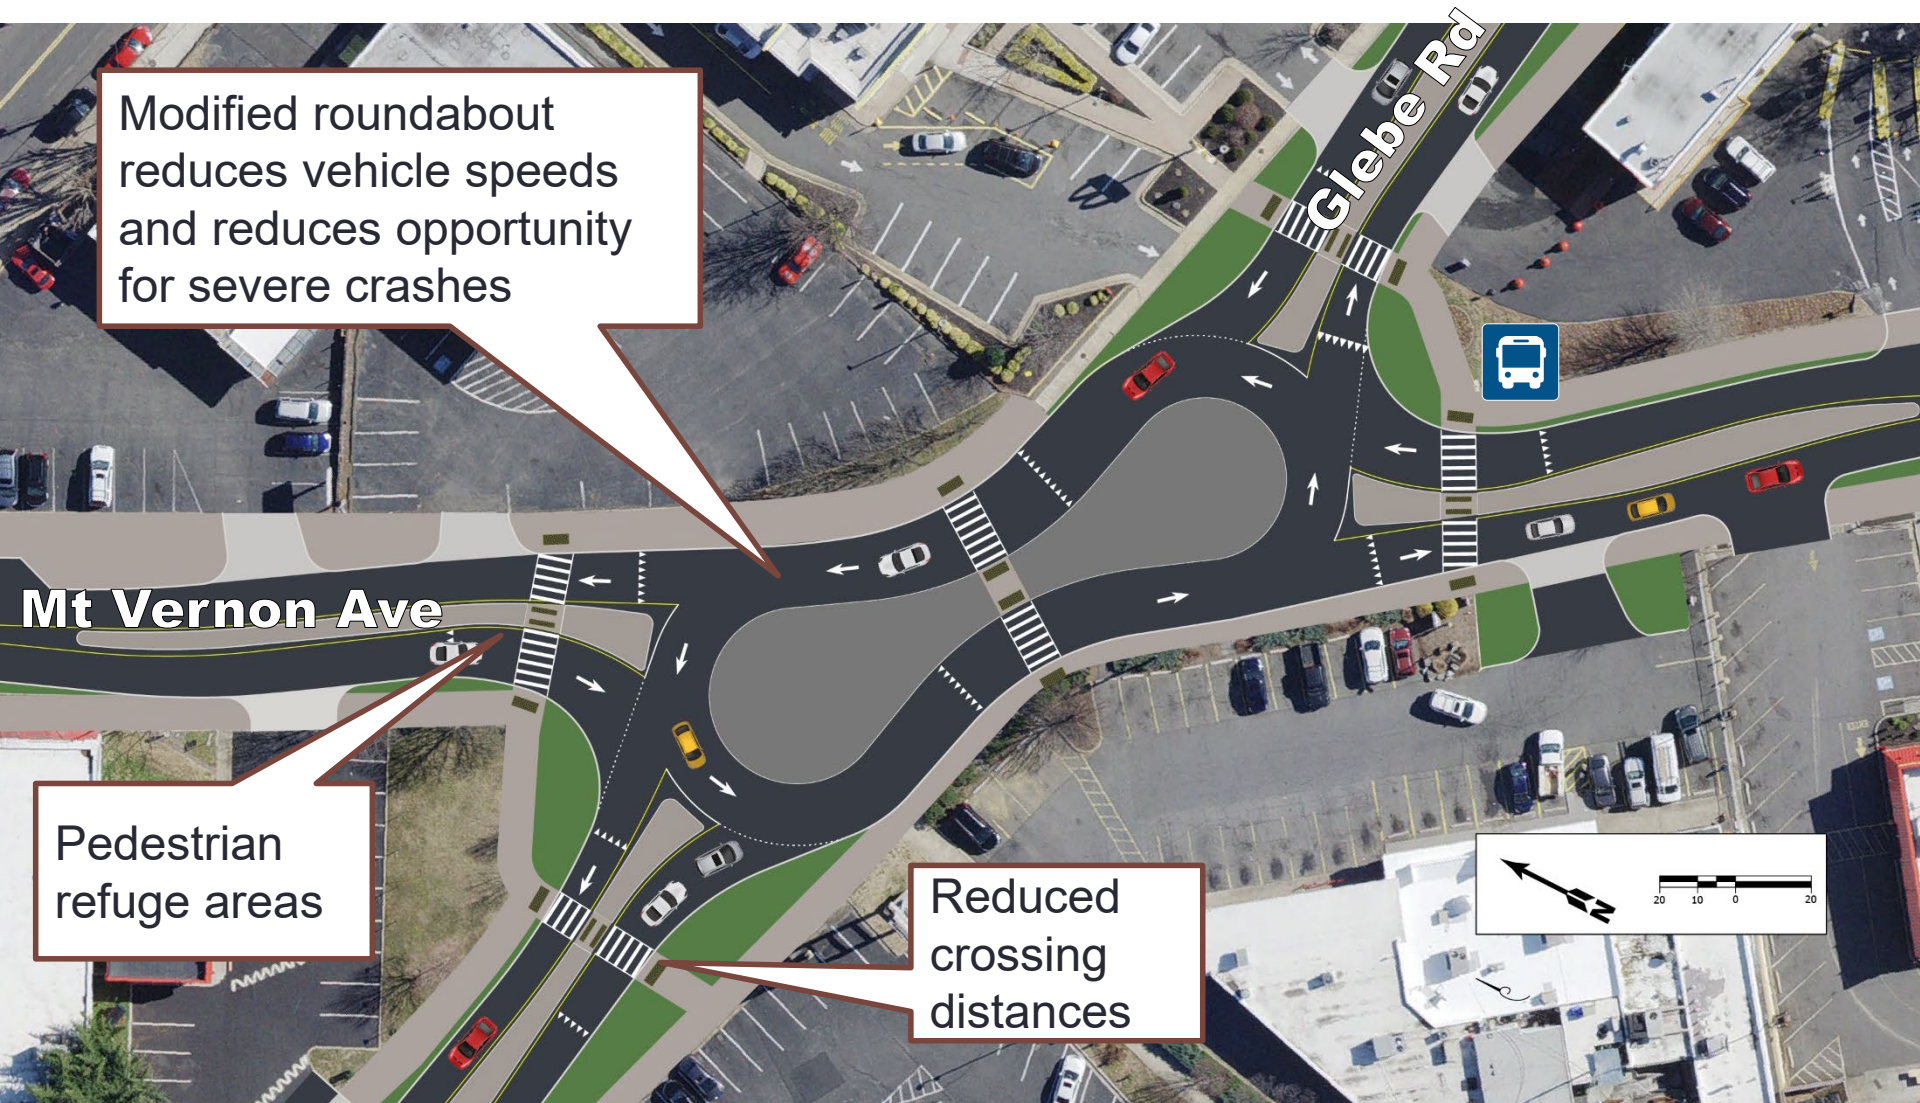 Glebe Rd
Modified roundabout
reduces vehicle speeds
and reduces opportunity
for severe crashes
Mt Vernon Ave
Pedestrian
refuge areas
Reduced
crossing
distances
N
20 10 0 20